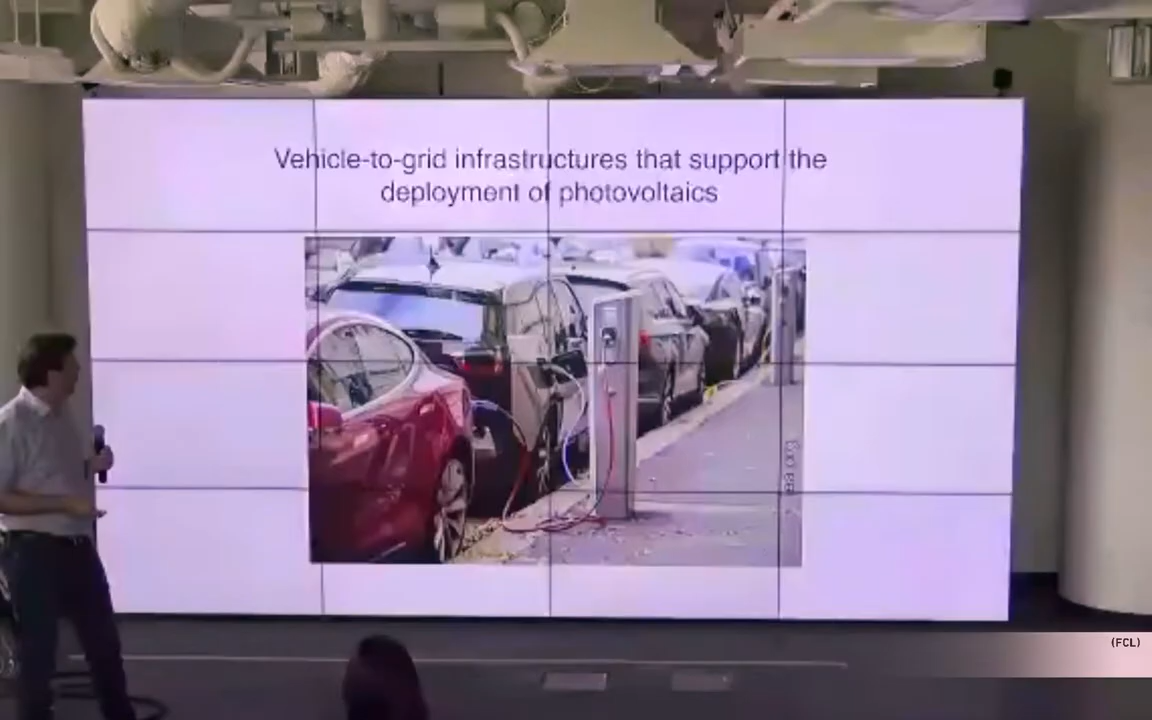 Vehicle-to-grid infrastructures that support the
deployment of photovoltaics
(FCL)